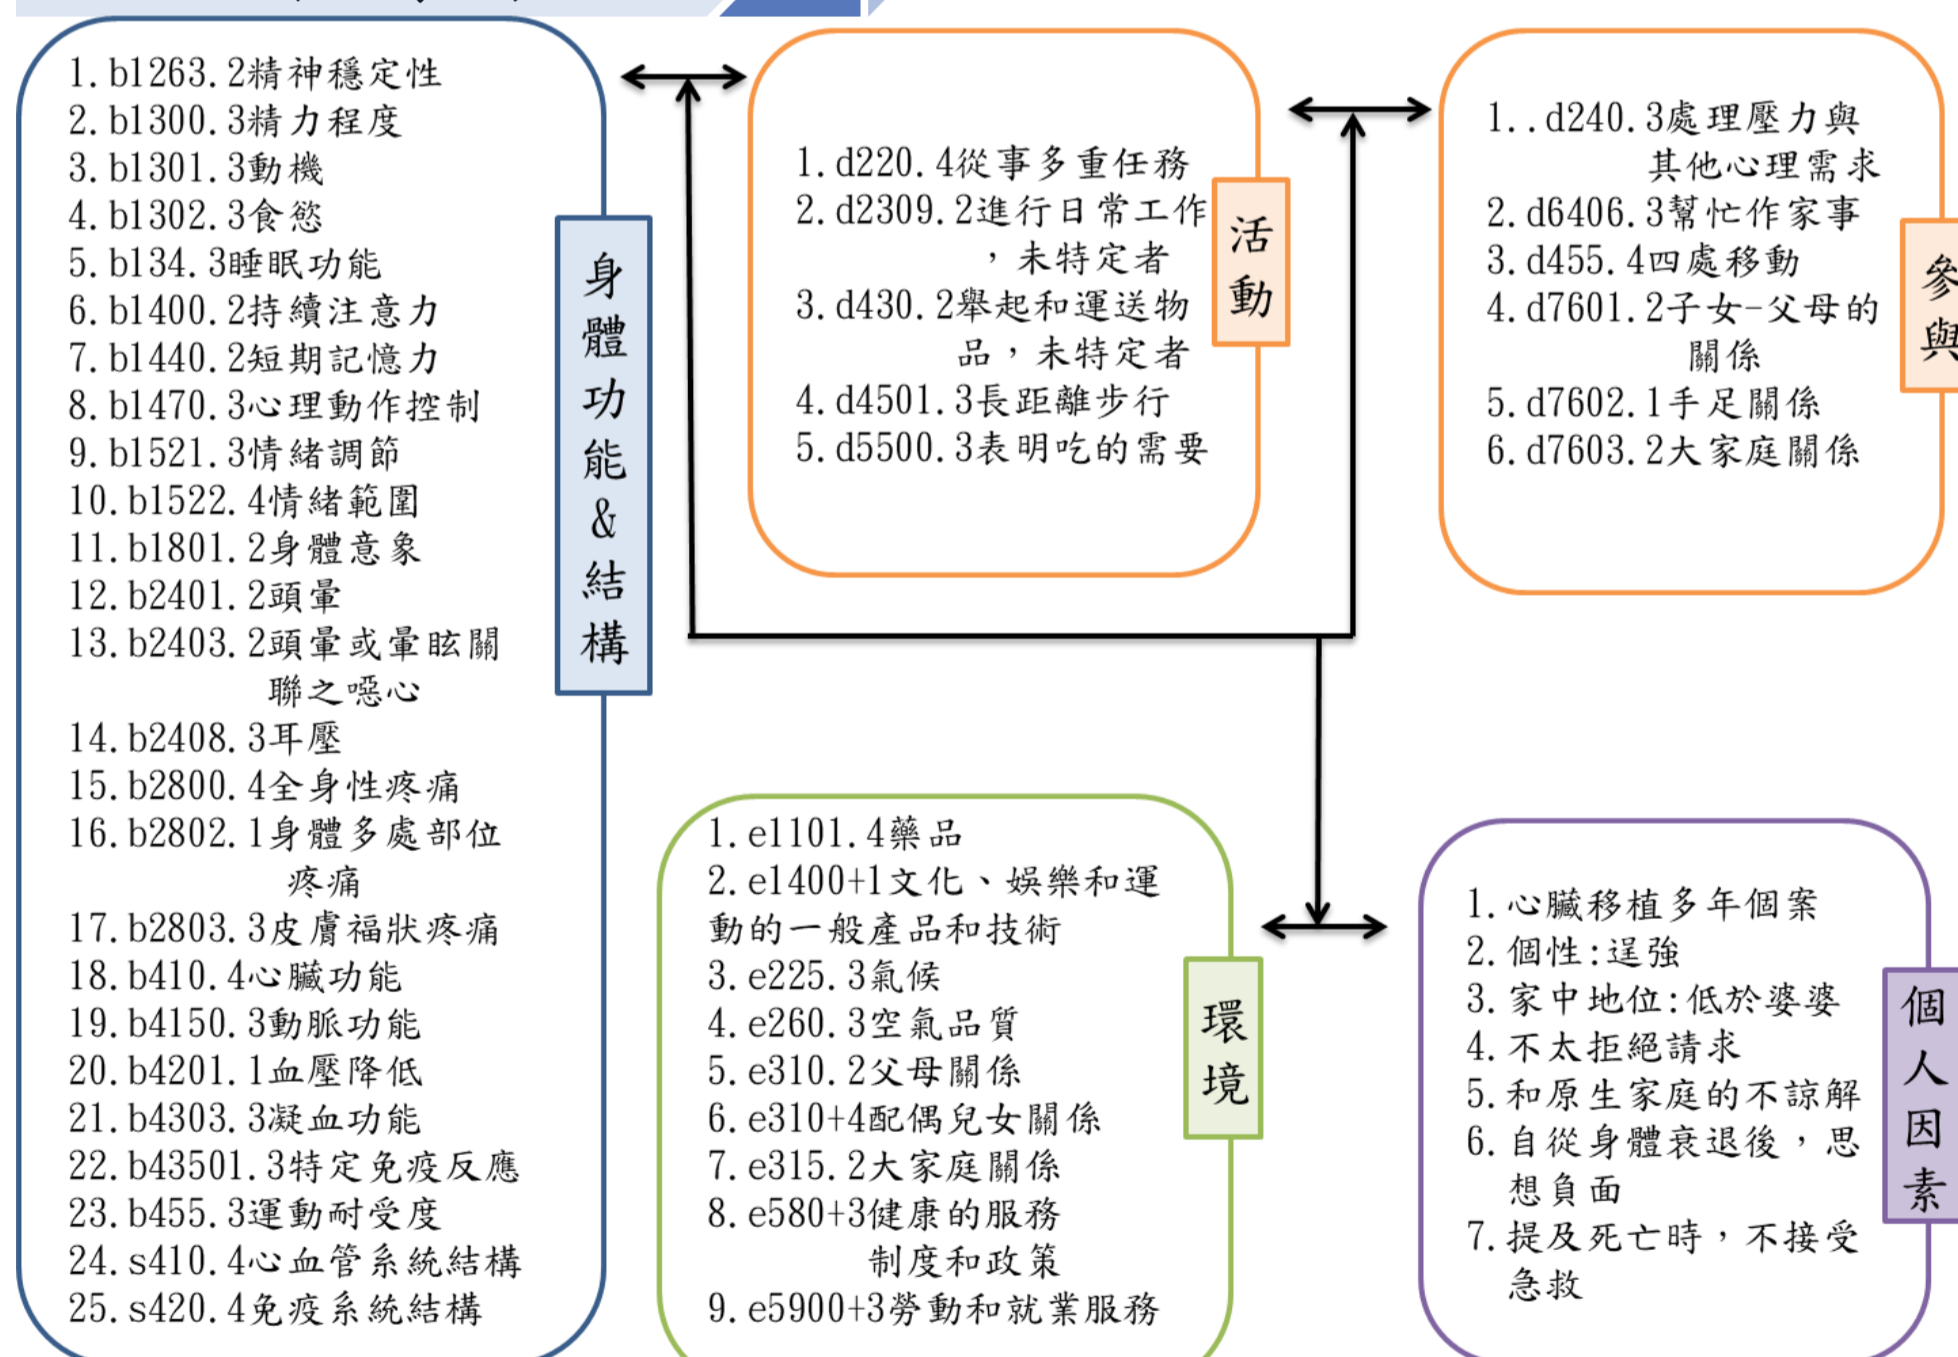 1.b1263.2精神穩定性
2.b1300.3精力程度
3.b1301.3動機
4.b1302.3食慾
5.b134.3睡眠功能
6.b1400.2持續注意力
7.b1440.2短期記憶力
8.b1470.3心理動作控制
9.b1521.3情緒調節
10.b1522.4情緒範圍
11.b1801.2身體意象
12.b2401.2頭暈
13.b2403.2頭暈或暈眩關
聯之噁心
14.b2408.3耳壓
15.b2800.4全身性疼痛
16.b2802.1身體多處部位
疼痛
17.b2803.3皮膚福狀疼痛
18.b410.4心臟功能
19.b4150.3動脈功能
20.b4201.1血壓降低
21.b4303.3凝血功能
22.b43501.3特定免疫反應
23.b455.3運動耐受度
24.s410.4心血管系統結構
25.s420.4免疫系統結構
身體功能&結構
1.d220.4從事多重任務
2.d2309.2進行日常工作
，未特定者
3.d430.2舉起和運送物
品，未特定者
4.d4501.3長距離步行
5.d5500.3表明吃的需要
活動
1..d240.3處理壓力與
其他心理需求
2.d6406.3幫忙作家事
3.d455.4四處移動
4.d7601.2子女-父母的
關係
5.d7602.1手足關係
6.d7603.2大家庭關係
參與
1.e1101.4藥品
2.e1400+1文化、娛樂和運
動的一般產品和技術
3.e225.3氣候
4.e260.3空氣品質
5.e310.2父母關係
6.e310+4配偶兒女關係
7.e315.2大家庭關係
8.e580+3健康的服務
制度和政策
9.e5900+3勞動和就業服務
環境
1.心臟移植多年個案
2.個性:逞強
3.家中地位:低於婆婆
4.不太拒絕請求
5.和原生家庭的不諒解
6.自從身體衰退後，思
想負面
7.提及死亡時，不接受
急救
個人因素